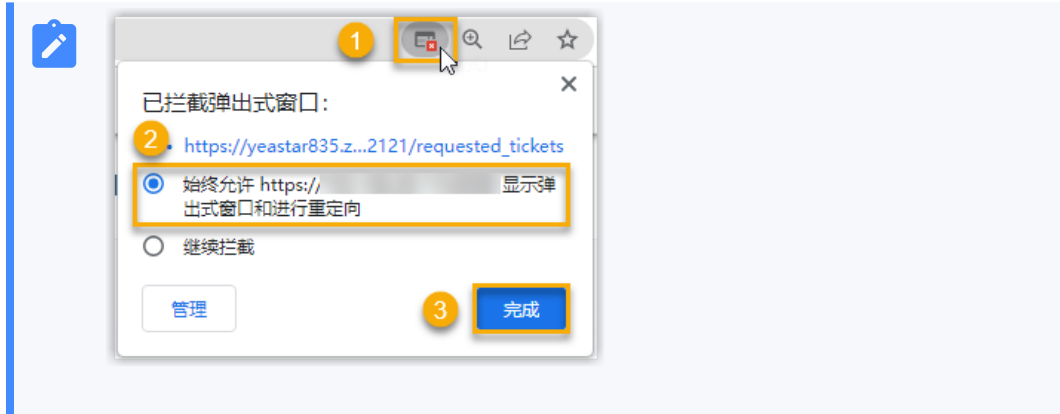 1
已拦截弹出式窗口：
2
• https://yeastar835.z...2121/requested_tickets
始终允许 https:// 显示弹
出式窗口和进行重定向
继续拦截
管理
3
完成